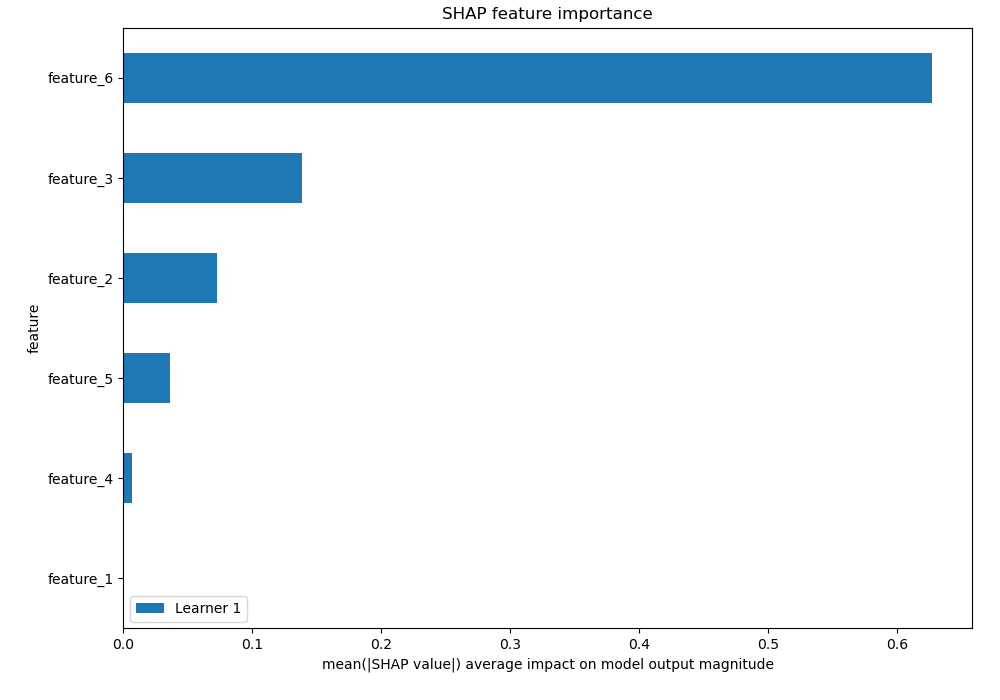 SHAP feature importance
feature_6
feature_3
feature_2
feature_5
feature_4
feature_1
feature
Learner 1
0.0 0.1 0.2 0.3 0.4 0.5 0.6
mean(|SHAP value|) average impact on model output magnitude